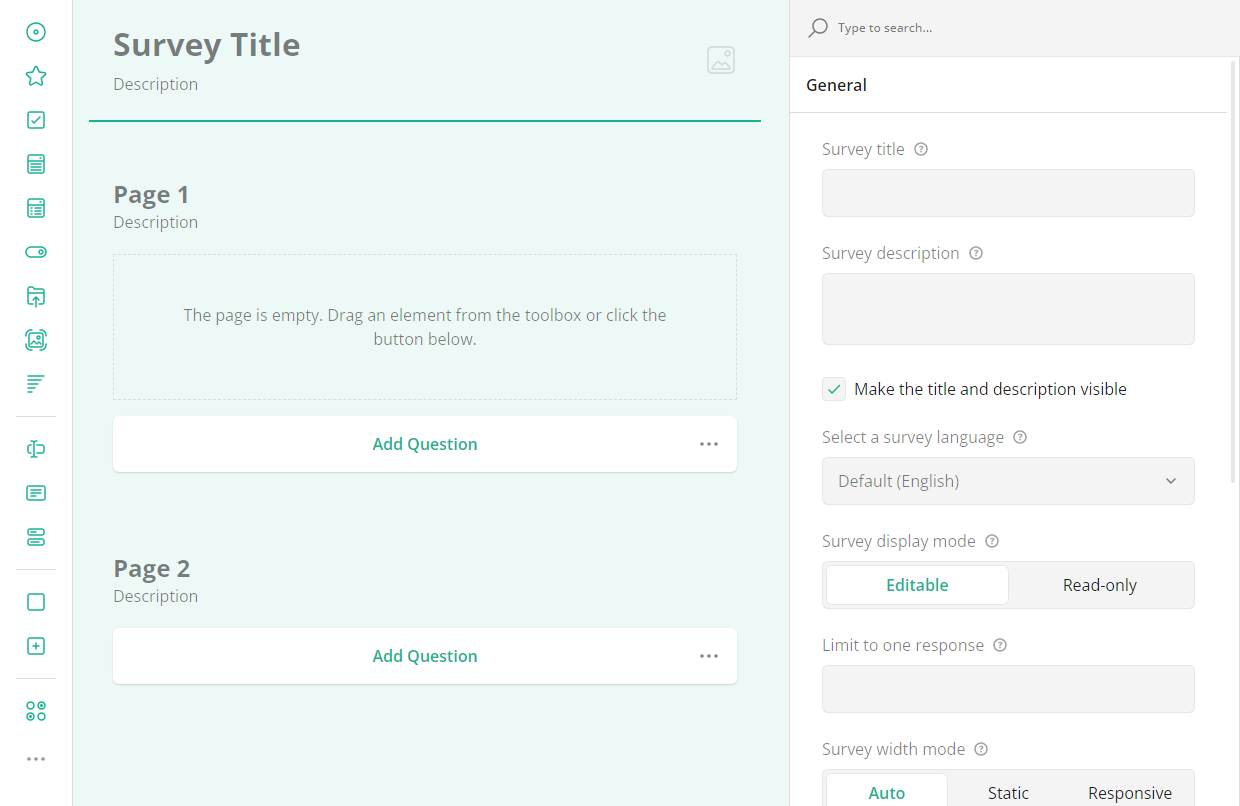 Survey Title
Description
Page 1
Description
The page is empty. Drag an element from the toolbox or click the
button below.
Add Question
Page 2
Description
Add Question
Type to search...
General
Survey title
Survey description
Make the title and description visible
Select a survey language
Default (English)
Survey display mode
Editable Read-only
Limit to one response
Survey width mode
Auto Static Responsive